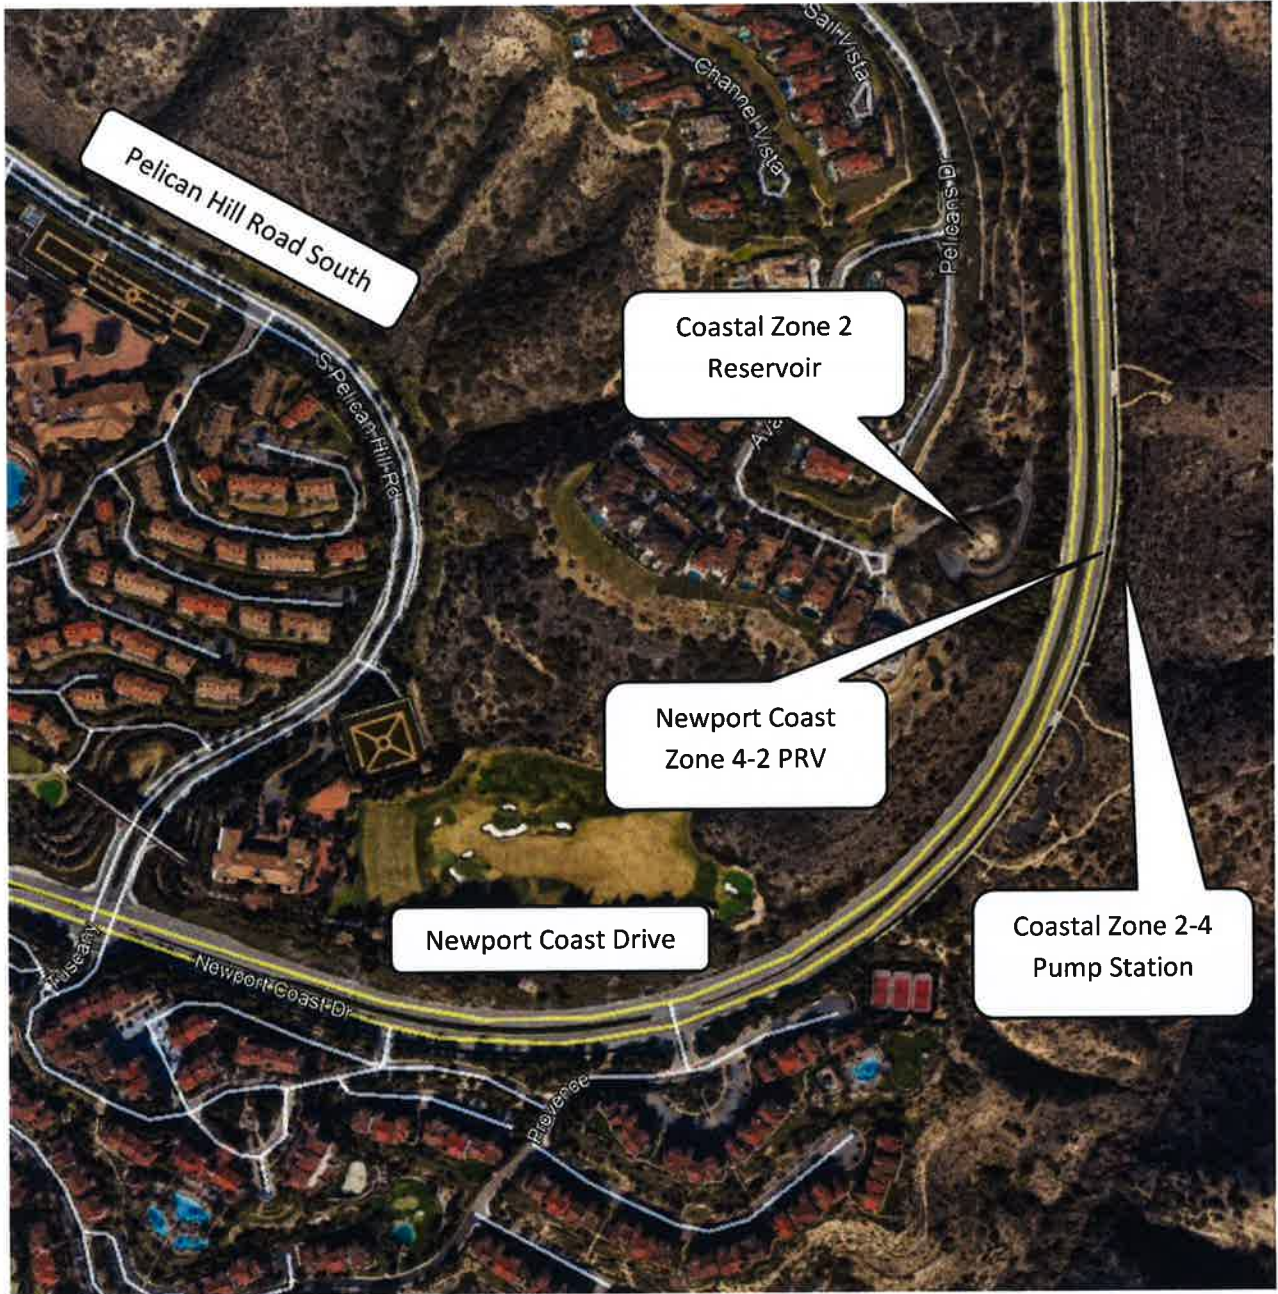 Sail Vista
Channel Vista
Pelican Hill Road South
Pelicans Dr
Coastal Zone 2
Reservoir
S Pelican Hill Rd
Newport Coast
Zone 4-2 PRV
Coastal Zone 2-4
Pump Station
Newport Coast Drive
Tuscany
Newport Coast Dr
Provence